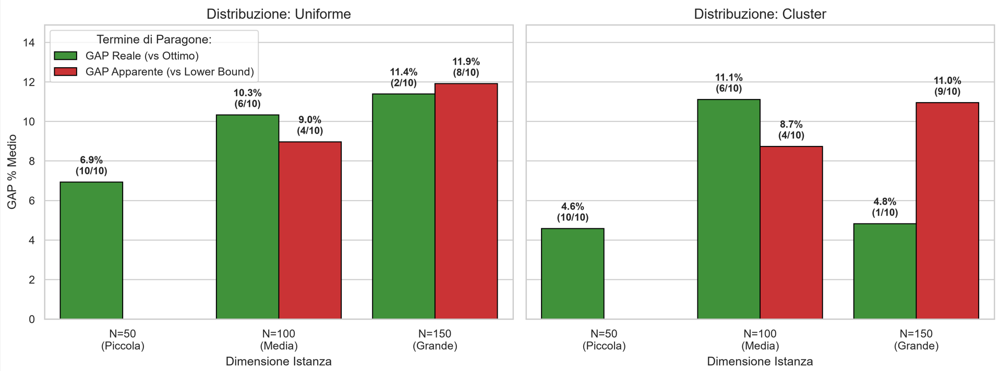 Distribuzione: Uniforme
Termine di Paragone:
GAP Reale (vs Ottimo)
GAP Apparente (vs Lower Bound)
GAP % Medio
14
12
10
8
6
4
2
0
6.9%
(10/10)
10.3%
(6/10)
9.0%
(4/10)
11.4%
(2/10)
11.9%
(8/10)
N=50
(Piccola)
N=100
(Media)
N=150
(Grande)
Dimensione Istanza
Distribuzione: Cluster
4.6%
(10/10)
11.1%
(6/10)
8.7%
(4/10)
4.8%
(1/10)
11.0%
(9/10)
N=50
(Piccola)
N=100
(Media)
N=150
(Grande)
Dimensione Istanza